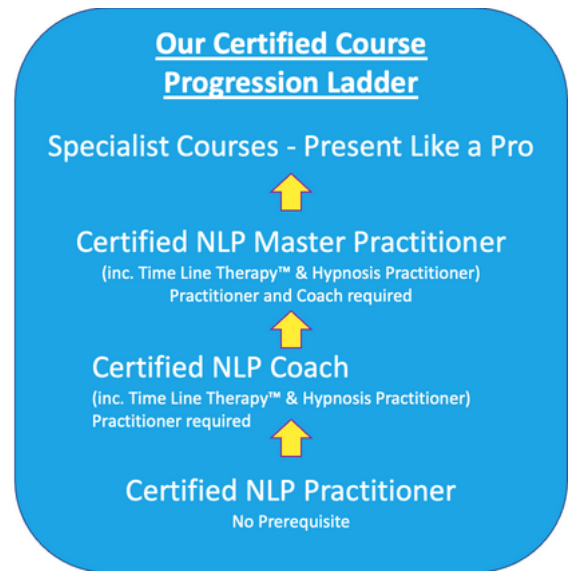 Our Certified Course
Progression Ladder
Specialist Courses - Present Like a Pro
Certified NLP Master Practitioner
(inc. Time Line Therapy™ & Hypnosis Practitioner)
Practitioner and Coach required
Certified NLP Coach
(inc. Time Line Therapy™ & Hypnosis Practitioner)
Practitioner required
Certified NLP Practitioner
No Prerequisite